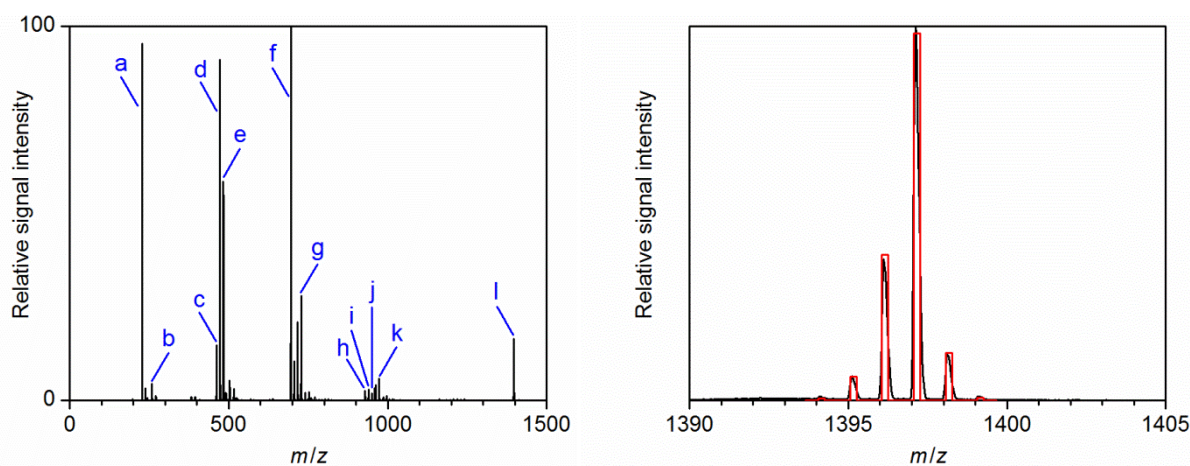 100
a
d
f
e
g
c
j
i
l
b
h
k
0
0
500
1000
1500
m/z
Relative signal intensity
1390
1395
1400
1405
m/z
Relative signal intensity